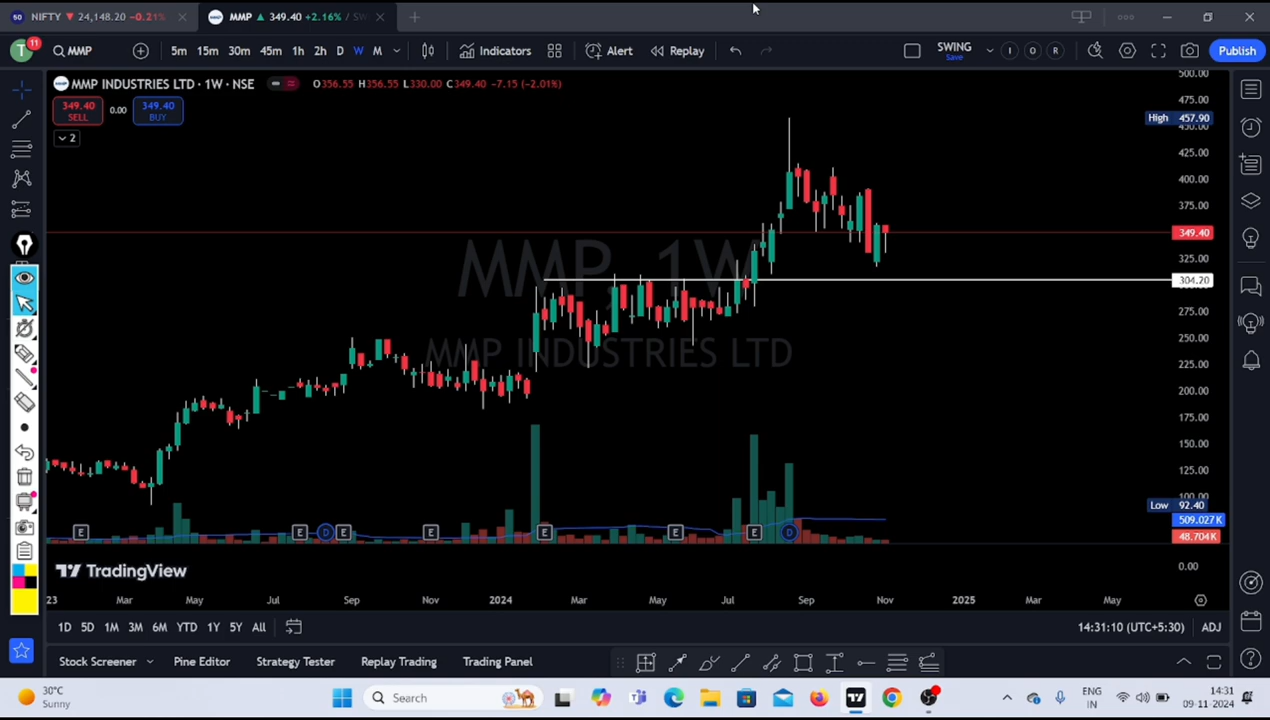 NIFTY ▼ 24,148.20 -0.21%
MMP ▲ 349.40 +2.16% / SW
T 11 MMP 5m 15m 30m 45m 1h 2h D W M Indicators Alert Replay SWING Save I O R Publish
MMP INDUSTRIES LTD · 1W · NSE O356.55 H356.55 L330.00 C349.40 -7.15 (-2.01%)
349.40 SELL 0.00 349.40 BUY
2
500.00
475.00
High 457.90
450.00
425.00
400.00
375.00
349.40
325.00
304.20
275.00
250.00
225.00
200.00
175.00
150.00
125.00
100.00
Low 92.40
509.027K
48.704K
0.00
MMP, 1W
MMP INDUSTRIES LTD
E E D E E E E E D
TradingView
23 Mar May Jul Sep Nov 2024 Mar May Jul Sep Nov 2025 Mar May
1D 5D 1M 3M 6M YTD 1Y 5Y All 14:31:10 (UTC+5:30) ADJ
Stock Screener Pine Editor Strategy Tester Replay Trading Trading Panel
30°C
Sunny
Search
ENG
IN
14:31
09-11-2024